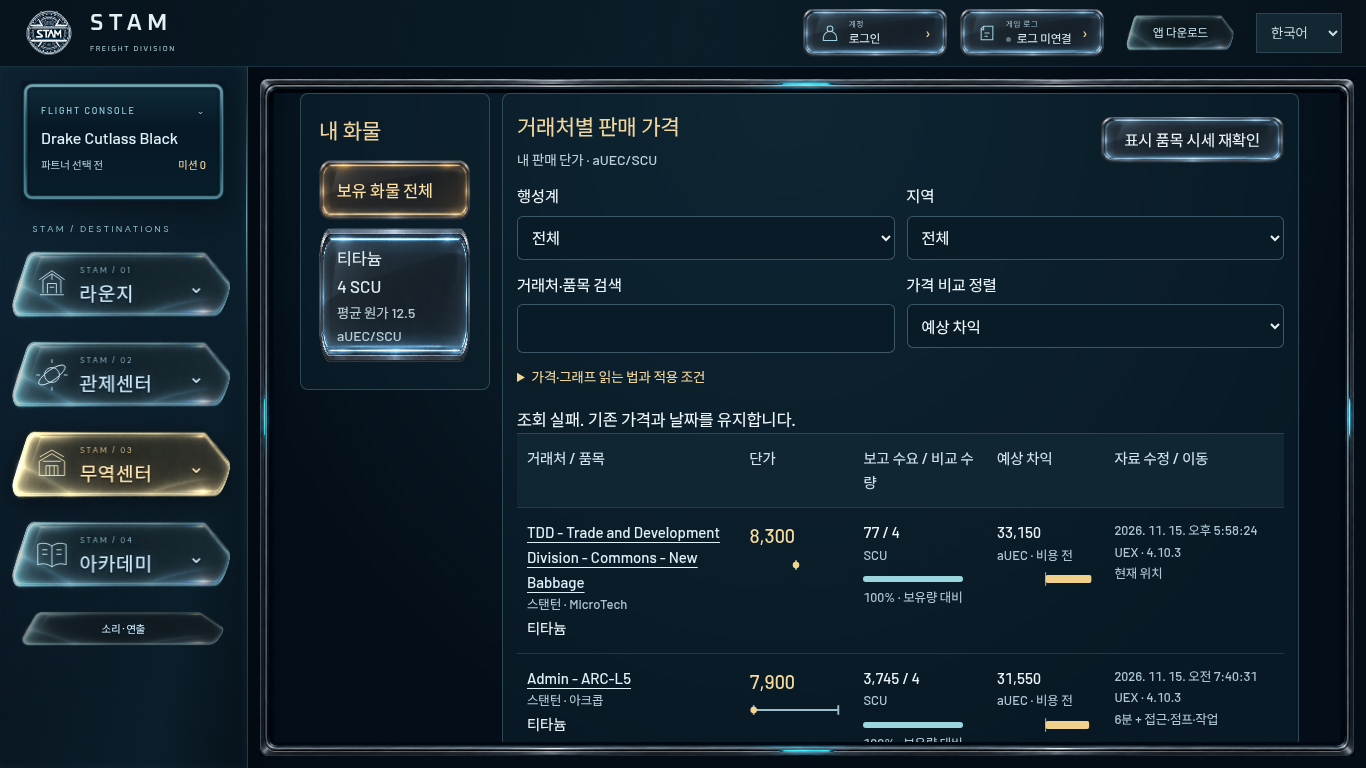 STAM
STAM
FREIGHT DIVISION
계정
로그인
게임 로그
로그 미연결
앱 다운로드
한국어
FLIGHT CONSOLE
Drake Cutlass Black
파트너 선택 전
미션 0
STAM / DESTINATIONS
STAM / 01
라운지
STAM / 02
관제센터
STAM / 03
무역센터
STAM / 04
아카데미
소리 · 연출
내 화물
보유 화물 전체
티타늄
4 SCU
평균 원가 12.5
aUEC/SCU
거래처별 판매 가격
내 판매 단가 · aUEC/SCU
표시 품목 시세 재확인
행성계
지역
전체
전체
거래처·품목 검색
가격 비교 정렬
예상 차익
가격·그래프 읽는 법과 적용 조건
조회 실패. 기존 가격과 날짜를 유지합니다.
거래처 / 품목
단가
보고 수요 / 비교 수
량
예상 차익
자료 수정 / 이동
TDD - Trade and Development
Division - Commons - New
Babbage
스탠턴 · MicroTech
티타늄
8,300
77 / 4
SCU
100% · 보유량 대비
33,150
aUEC · 비용 전
2026. 11. 15. 오후 5:58:24
UEX · 4.10.3
현재 위치
Admin - ARC-L5
스탠턴 · 아크콥
티타늄
7,900
3,745 / 4
SCU
100% · 보유량 대비
31,550
aUEC · 비용 전
2026. 11. 15. 오전 7:40:31
UEX · 4.10.3
6분 + 접근·점프·작업